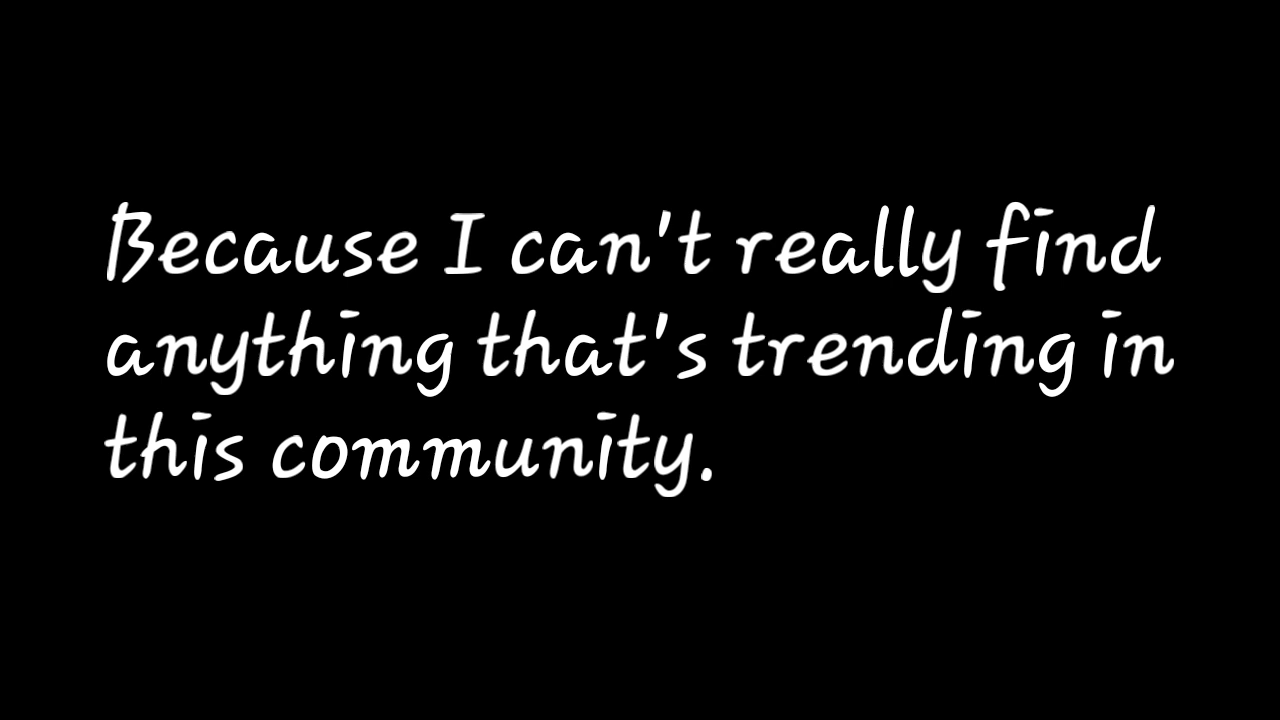 Because I can't really find
anything that's trending in
this community.